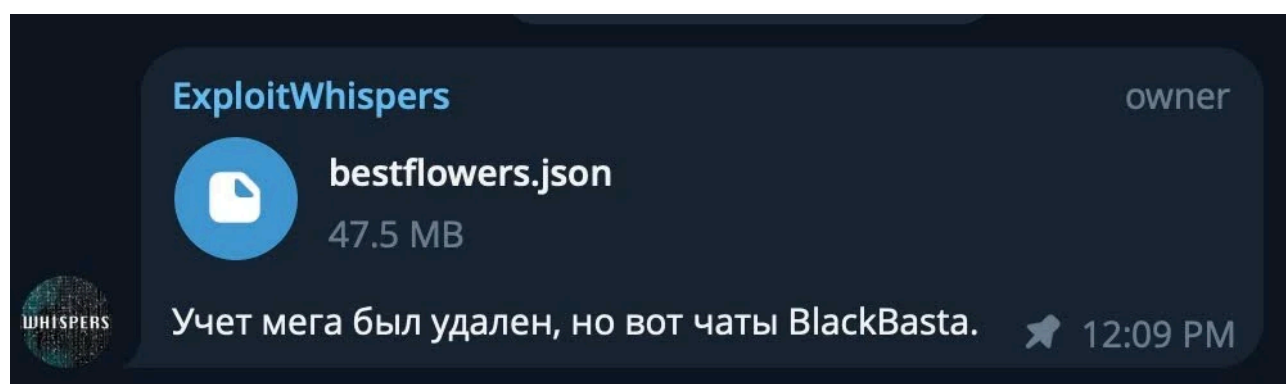 ExploitWhispers owner
bestflowers.json
47.5 MB
WHISPERS
Учет мега был удален, но вот чаты BlackBasta. 12:09 PM